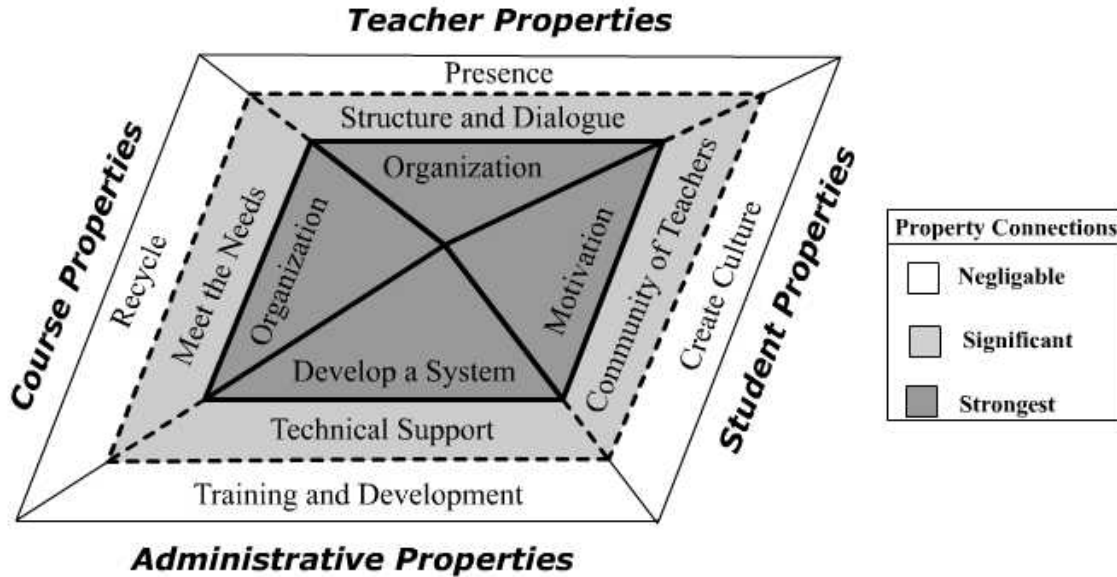 Teacher Properties
Presence
Structure and Dialogue
Organization
Course Properties
Recycle
Meet the Needs
Organization
Motivation
Community of Teachers
Create Culture
Student Properties
Develop a System
Technical Support
Training and Development
Administrative Properties
Property Connections
Negligable
Significant
Strongest